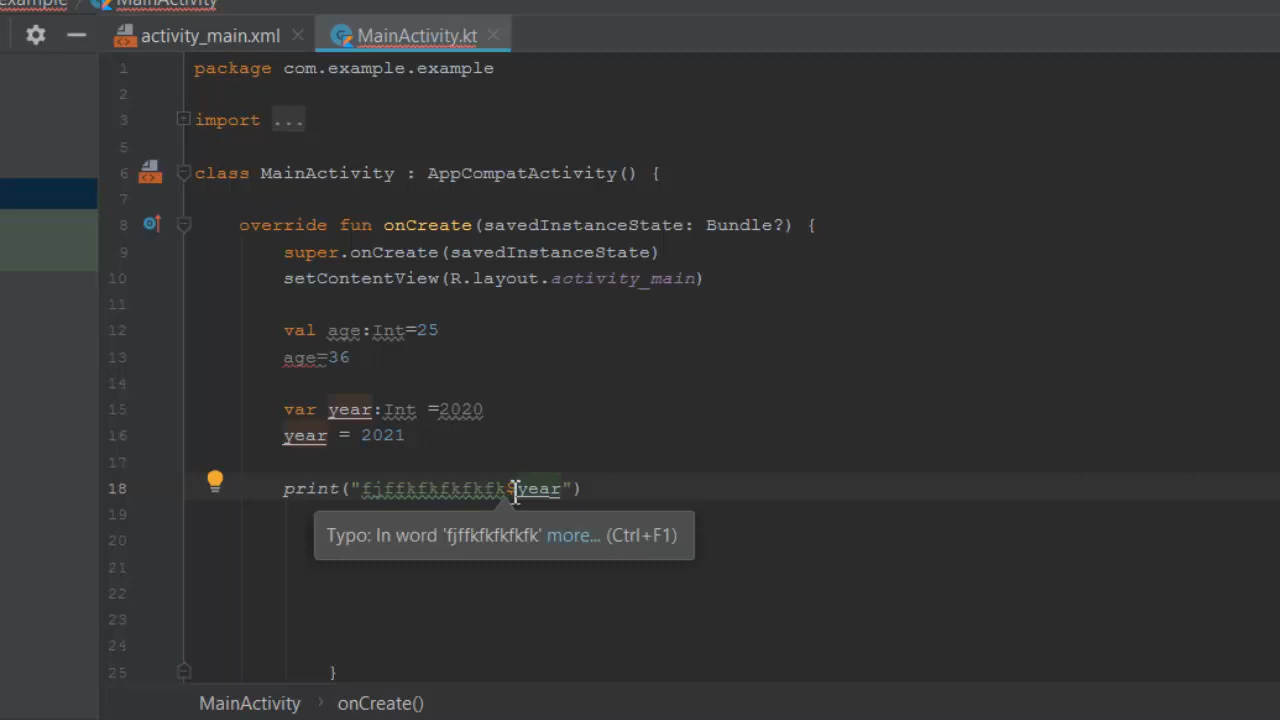 example MainActivity
activity_main.xml MainActivity.kt
1 package com.example.example
2
3 import ...
5
6 class MainActivity : AppCompatActivity() {
7
8 override fun onCreate(savedInstanceState: Bundle?) {
9 super.onCreate(savedInstanceState)
10 setContentView(R.layout.activity_main)
11
12 val age:Int=25
13 age=36
14
15 var year:Int =2020
16 year = 2021
17
18 print("fjffkfkfkfkfk$year")
19
Typo: In word 'fjffkfkfkfkfk' more... (Ctrl+F1)
20
21
22
23
24
25 }
MainActivity › onCreate()